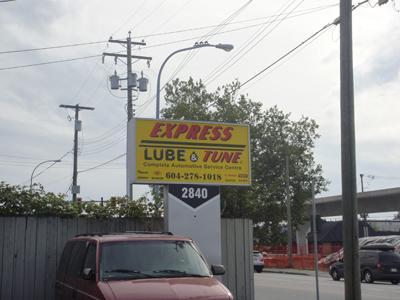 EXPRESS
LUBE & TUNE
Complete Automotive Service Centre
604-278-1018
2840